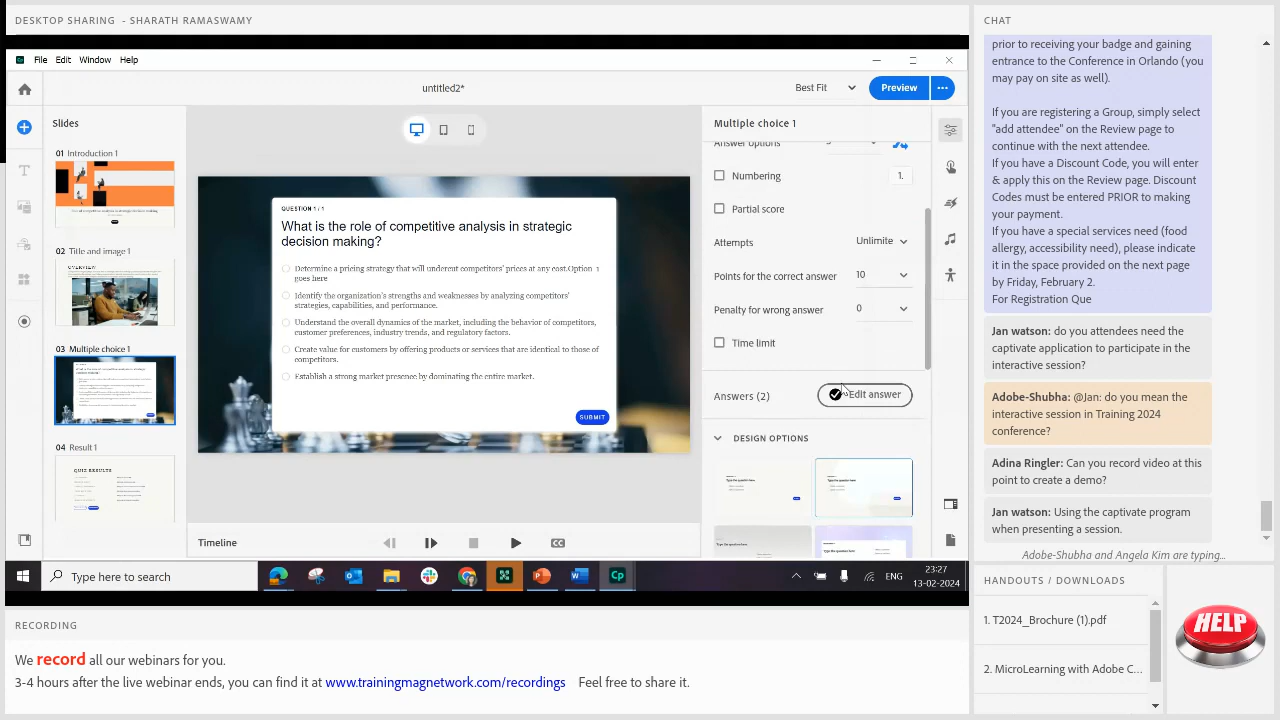 DESKTOP SHARING - SHARATH RAMASWAMY
Cp File Edit Window Help
untitled2*
Best Fit
Preview
Slides
01 Introduction 1
02 Title and image 1
OVERVIEW
03 Multiple choice 1
04 Result 1
QUIZ RESULTS
QUESTION 1 / 1
What is the role of competitive analysis in strategic
decision making?
Determine a pricing strategy that will undercut competitors' prices at any cost.Option 1
goes here
Identify the organization's strengths and weaknesses by analyzing competitors'
strategies, capabilities, and performance.
Understand the overall dynamics of the market, including the behavior of competitors,
customer preferences, industry trends, and regulatory factors.
Create value for customers by offering products or services that are identical to those of
competitors.
Establish a strong market presence by dominating the entire market.
SUBMIT
Timeline
CC
Multiple choice 1
Answer options
Numbering 1.
Partial score
Attempts Unlimite
Points for the correct answer 10
Penalty for wrong answer 0
Time limit
Answers (2) Edit answer
DESIGN OPTIONS
Type here to search
ENG
23:27
13-02-2024
RECORDING
We record all our webinars for you.
3-4 hours after the live webinar ends, you can find it at www.trainingmagnetwork.com/recordings Feel free to share it.
CHAT
prior to receiving your badge and gaining
entrance to the Conference in Orlando (you
may pay on site as well).
If you are registering a Group, simply select
"add attendee" on the Review page to
continue with the next attendee.
If you have a Discount Code, you will enter
& apply this on the Review page. Discount
Codes must be entered PRIOR to making
your payment.
If you have a special services need (food
allergy, accessibility need), please indicate
it in the space provided on the next page
by Friday, February 2.
For Registration Que
Jan watson: do youattendees need the
captivate application to participate in the
interactive session?
Adobe-Shubha: @Jan, do you mean the
interactive session in Training 2024
conference?
Adina Ringler: Can you record video at this
point to create a demo?
Jan watson: Using the captivate program
when presenting a session.
Adobe-Shubha and Angela Kim are typing...
HANDOUTS / DOWNLOADS
1. T2024_Brochure (1).pdf
2. MicroLearning with Adobe C...
HELP